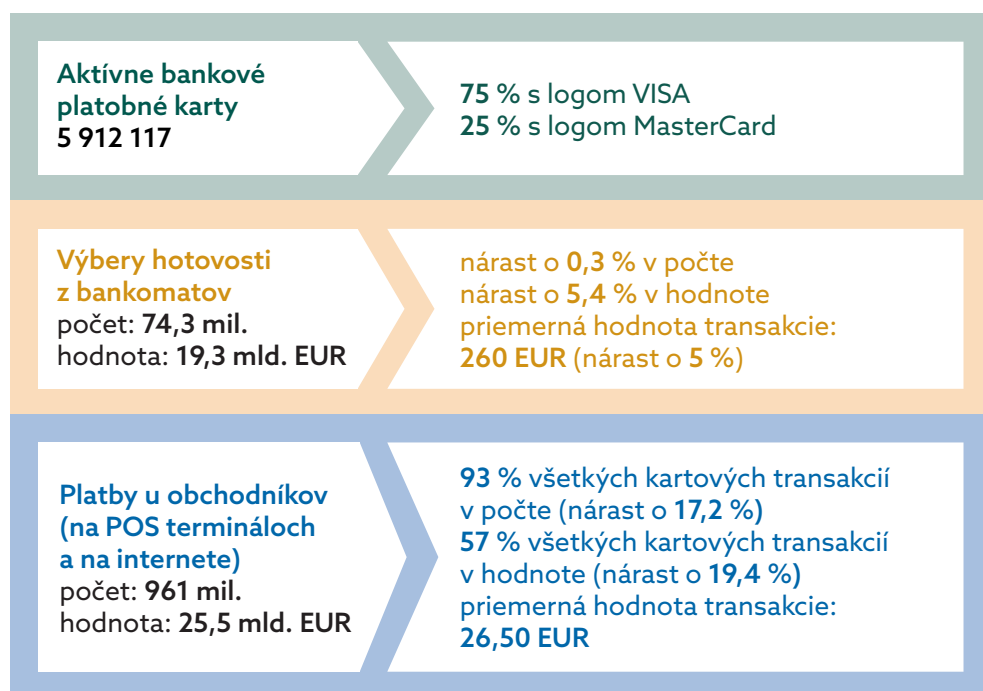 Aktívne bankové
platobné karty
5 912 117
75 % s logom VISA
25 % s logom MasterCard
Výbery hotovosti
z bankomatov
počet: 74,3 mil.
hodnota: 19,3 mld. EUR
nárast o 0,3 % v počte
nárast o 5,4 % v hodnote
priemerná hodnota transakcie:
260 EUR (nárast o 5 %)
Platby u obchodníkov
(na POS termináloch
a na internete)
počet: 961 mil.
hodnota: 25,5 mld. EUR
93 % všetkých kartových transakcií
v počte (nárast o 17,2 %)
57 % všetkých kartových transakcií
v hodnote (nárast o 19,4 %)
priemerná hodnota transakcie:
26,50 EUR